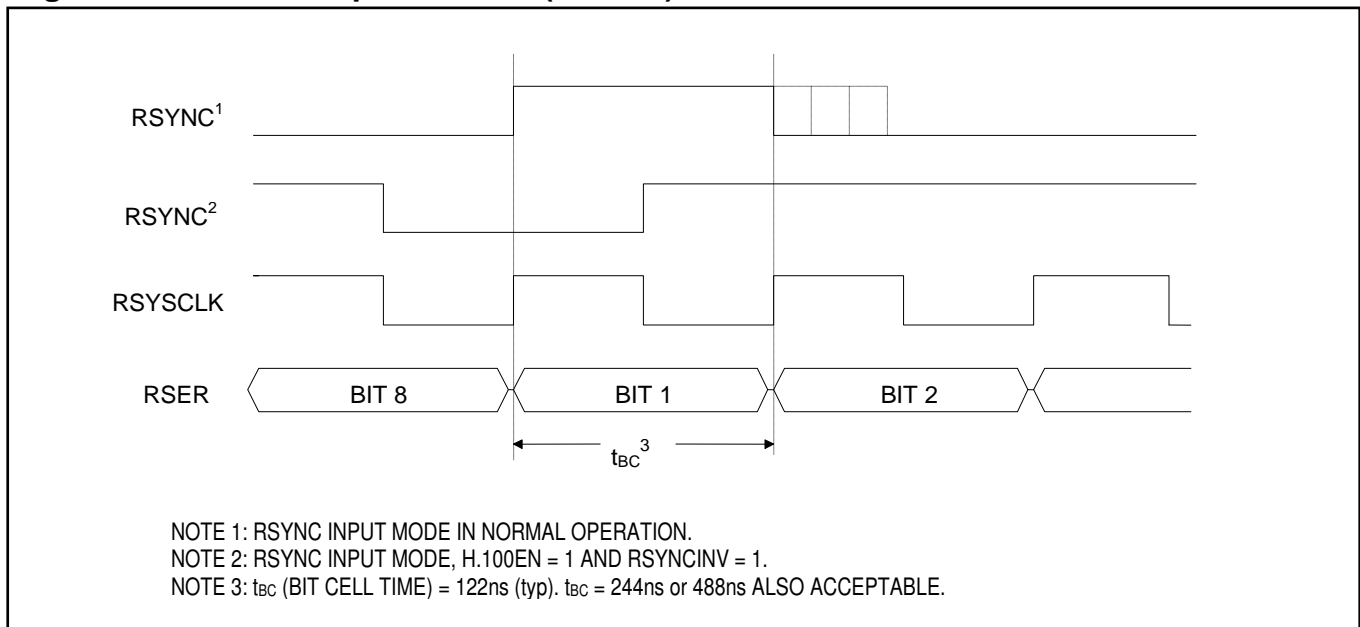 RSYNC1
RSYNC2
RSYSCLK
RSER
BIT 8
BIT 1
BIT 2
tBC3
NOTE 1: RSYNC INPUT MODE IN NORMAL OPERATION.
NOTE 2: RSYNC INPUT MODE, H.100EN = 1 AND RSYNCINV = 1.
NOTE 3: tBC (BIT CELL TIME) = 122ns (typ). tBC = 244ns or 488ns ALSO ACCEPTABLE.